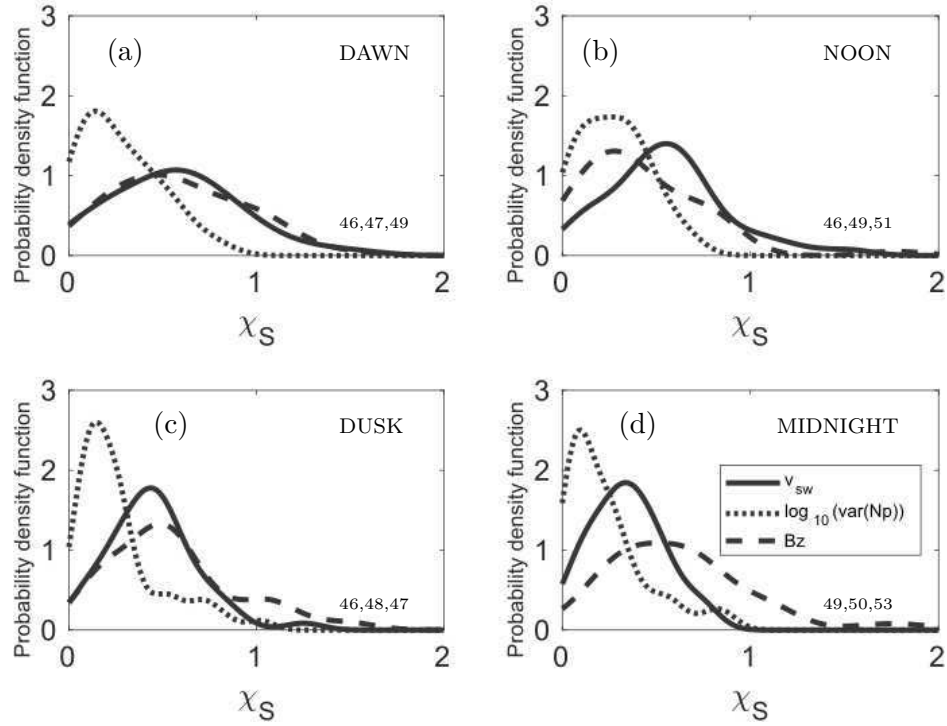 (a)
DAWN
46,47,49
Probability density function
3
2
1
0
0
1
2
χS
(b)
NOON
46,49,51
Probability density function
3
2
1
0
0
1
2
χS
(c)
DUSK
46,48,47
Probability density function
3
2
1
0
0
1
2
χS
(d)
MIDNIGHT
v sw
log 10 (var(Np))
Bz
49,50,53
Probability density function
3
2
1
0
0
1
2
χS